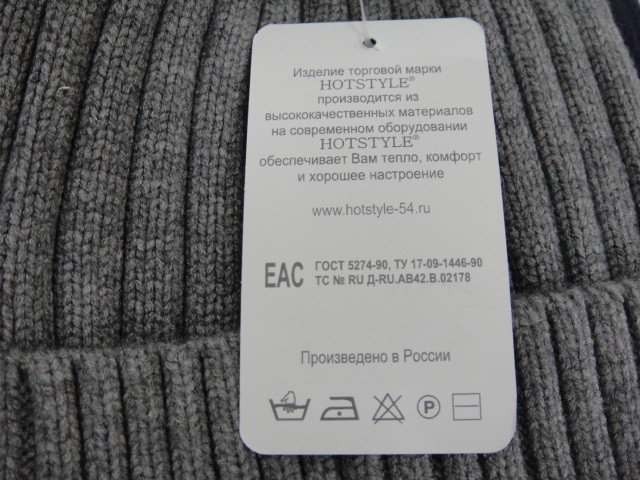 Изделие торговой марки
HOTSTYLE®
производится из
высококачественных материалов
на современном оборудовании
HOTSTYLE®
обеспечивает Вам тепло, комфорт
и хорошее настроение
www.hotstyle-54.ru
EAC ГОСТ 5274-90, ТУ 17-09-1446-90
ТС № RU Д-RU.АВ42.В.02178
Произведено в России
P